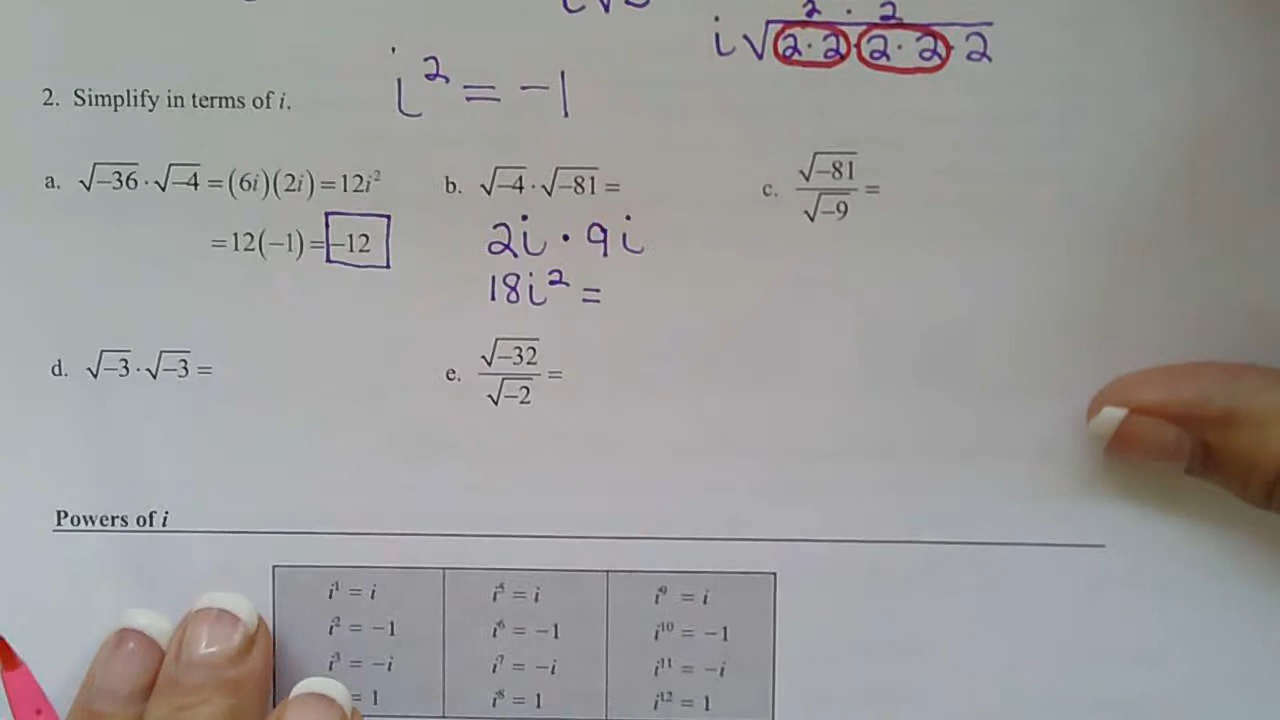 i√
2 · 2
i√2·2·2·2·2
i² = -1
2. Simplify in terms of i.
a. √-36 · √-4 = (6i)(2i) = 12i²
= 12(-1) = -12
b. √-4 · √-81 =
2i · 9i
18i² =
c. √-81 / √-9 =
d. √-3 · √-3 =
e. √-32 / √-2 =
Powers of i
i¹ = i
i² = -1
i³ = -i
= 1
i⁵ = i
i⁶ = -1
i⁷ = -i
i⁸ = 1
i⁹ = i
i¹⁰ = -1
i¹¹ = -i
i¹² = 1